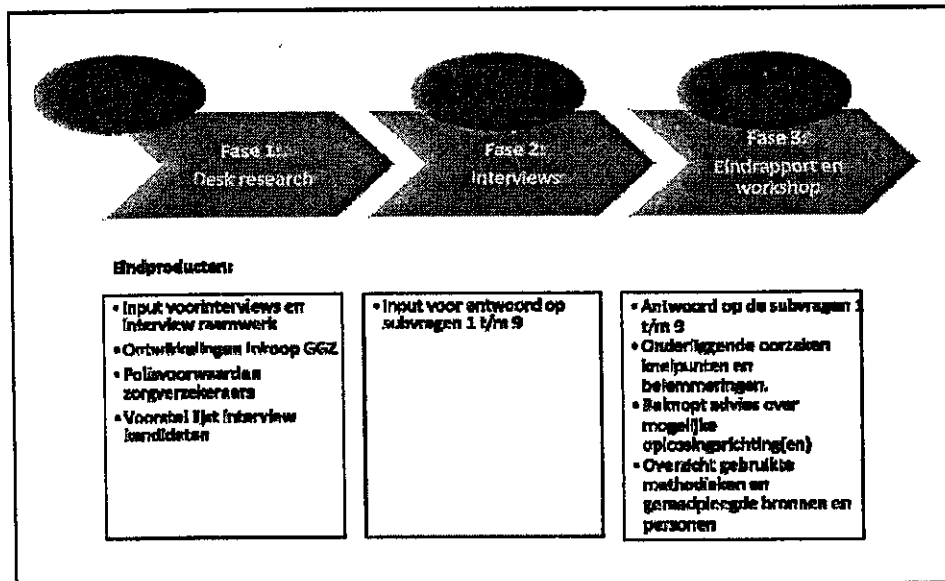 Fase 1:
Desk research
Fase 2:
Interviews
Fase 3:
Eindrapport en
workshop
Eindproducten:
• Input voorinterviews en
interview raamwerk
• Ontwikkelingen inkoop GGZ
• Polisvoorwaarden
zorgverzekeraars
• Voorstel lijst interview
kandidaten
• Input voor antwoord op
subvragen 1 t/m 9
• Antwoord op de subvragen 1
t/m 9
• Onderliggende oorzaken
knelpunten en
belemmeringen.
• Beknopt advies over
mogelijke
oplossingsrichting(en)
• Overzicht gebruikte
methodieken en
geraadpleegde bronnen en
personen